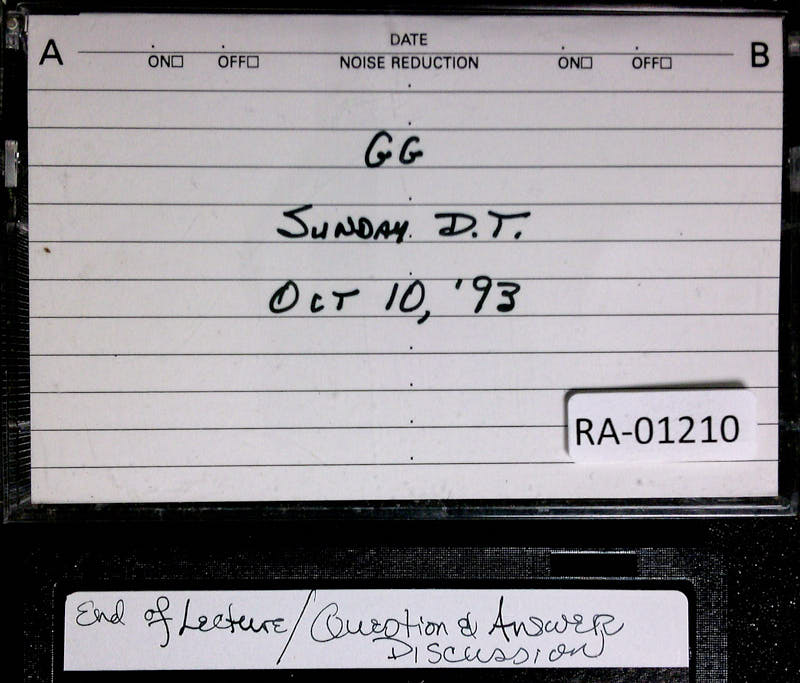 A DATE B
ON□ OFF□ NOISE REDUCTION ON□ OFF□
GG
SUNDAY D.T.
OCT 10, '93
RA-01210
End of Lecture/Question & Answer
Discussion